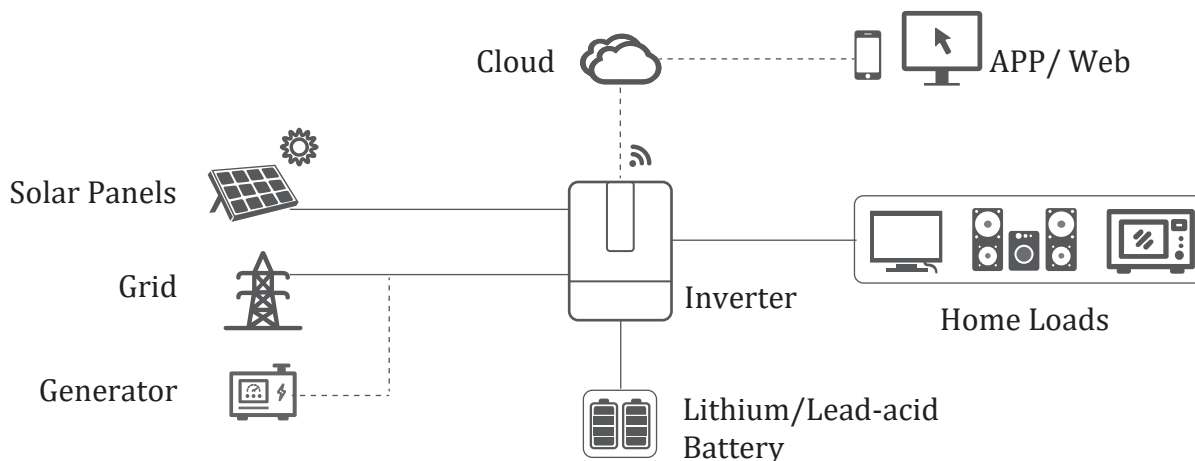 Cloud
APP/ Web
Solar Panels
Grid
Inverter
Home Loads
Generator
Lithium/Lead-acid
Battery